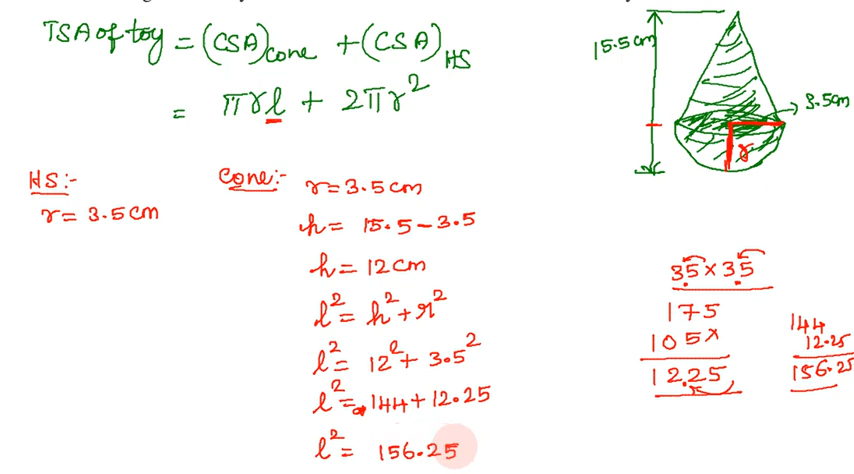 TSA of toy = (CSA)cone + (CSA)HS
= πrl + 2πr²
15.5cm
3.5cm
r
HS:-
r = 3.5cm
Cone:-
r = 3.5cm
h = 15.5 - 3.5
h = 12cm
l² = h² + r²
l² = 12² + 3.5²
l² = 144 + 12.25
l² = 156.25
35 × 35
175
105×
12.25
144
12.25
156.25